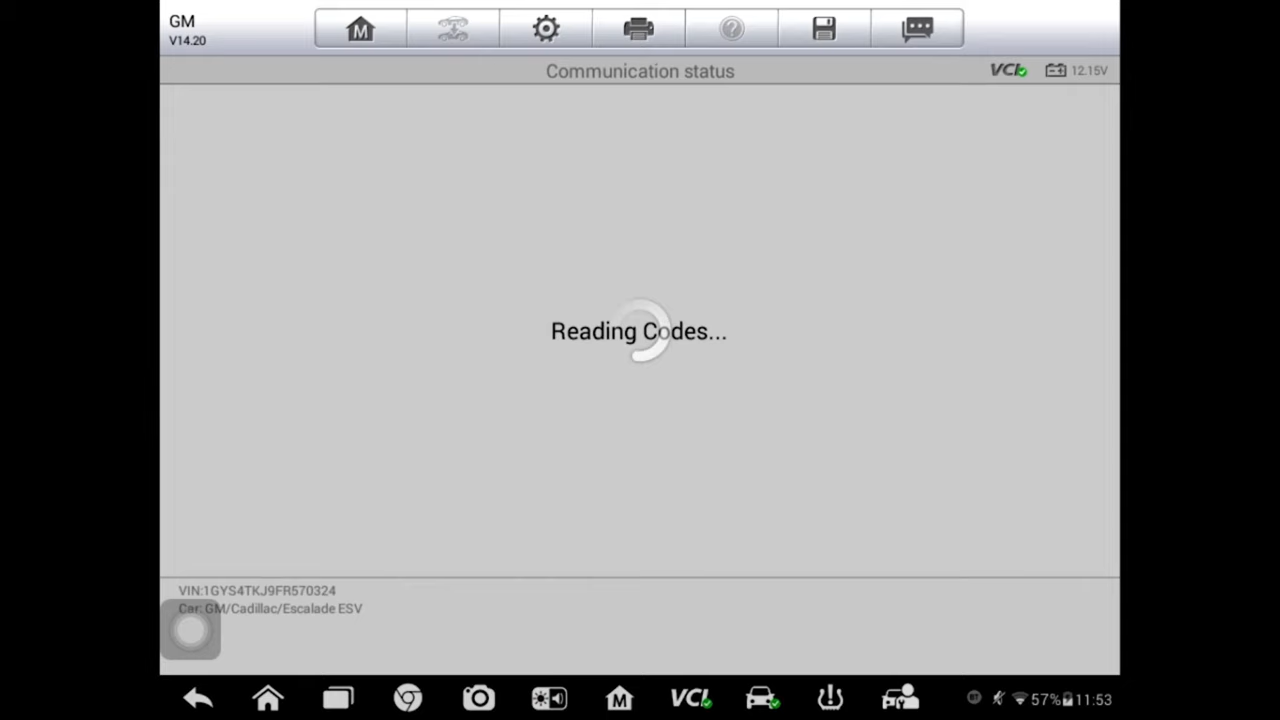 GM
V14.20
M
?
Communication status
VCI
12.15V
Reading Codes...
VIN:1GYS4TKJ9FR570324
Car: GM/Cadillac/Escalade ESV
M
VCI
57%
11:53